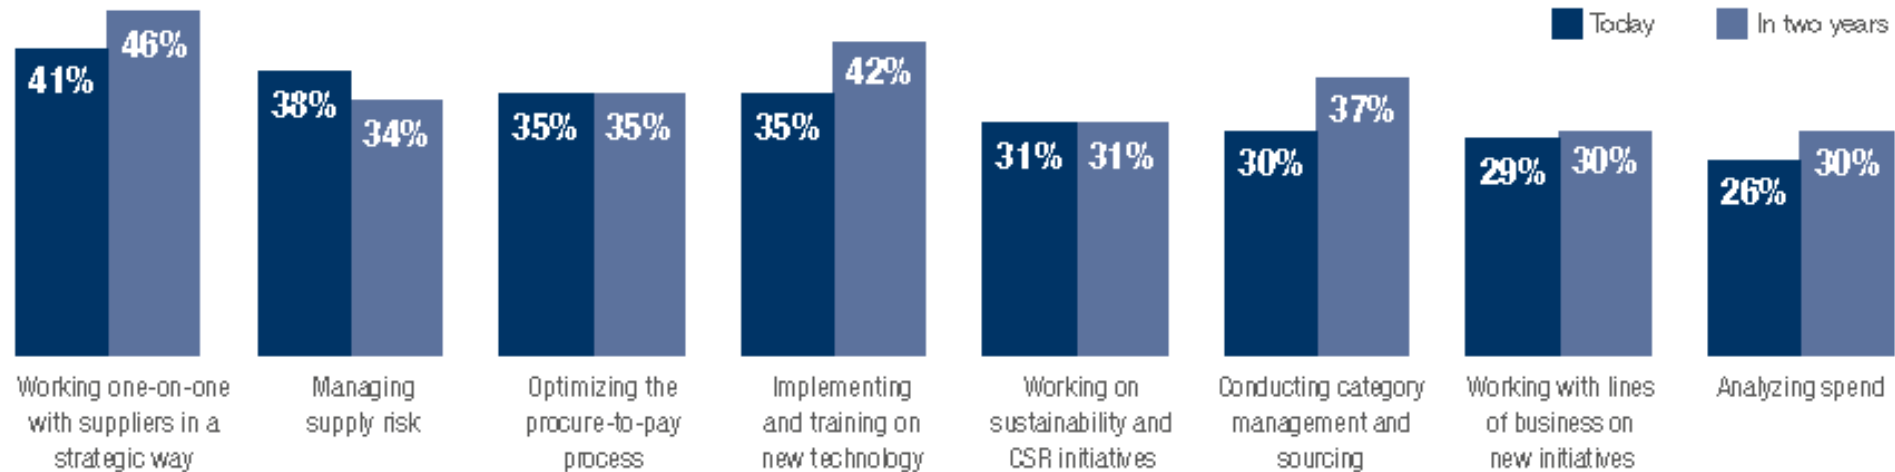 Today
In two years
41%
46%
38%
34%
35%
35%
35%
42%
31%
31%
30%
37%
29%
30%
26%
30%
Working one-on-one
with suppliers in a
strategic way
Managing
supply risk
Optimizing the
procure-to-pay
process
Implementing
and training on
new technology
Working on
sustainability and
CSR initiatives
Conducting category
management and
sourcing
Working with lines
of business on
new initiatives
Analyzing spend